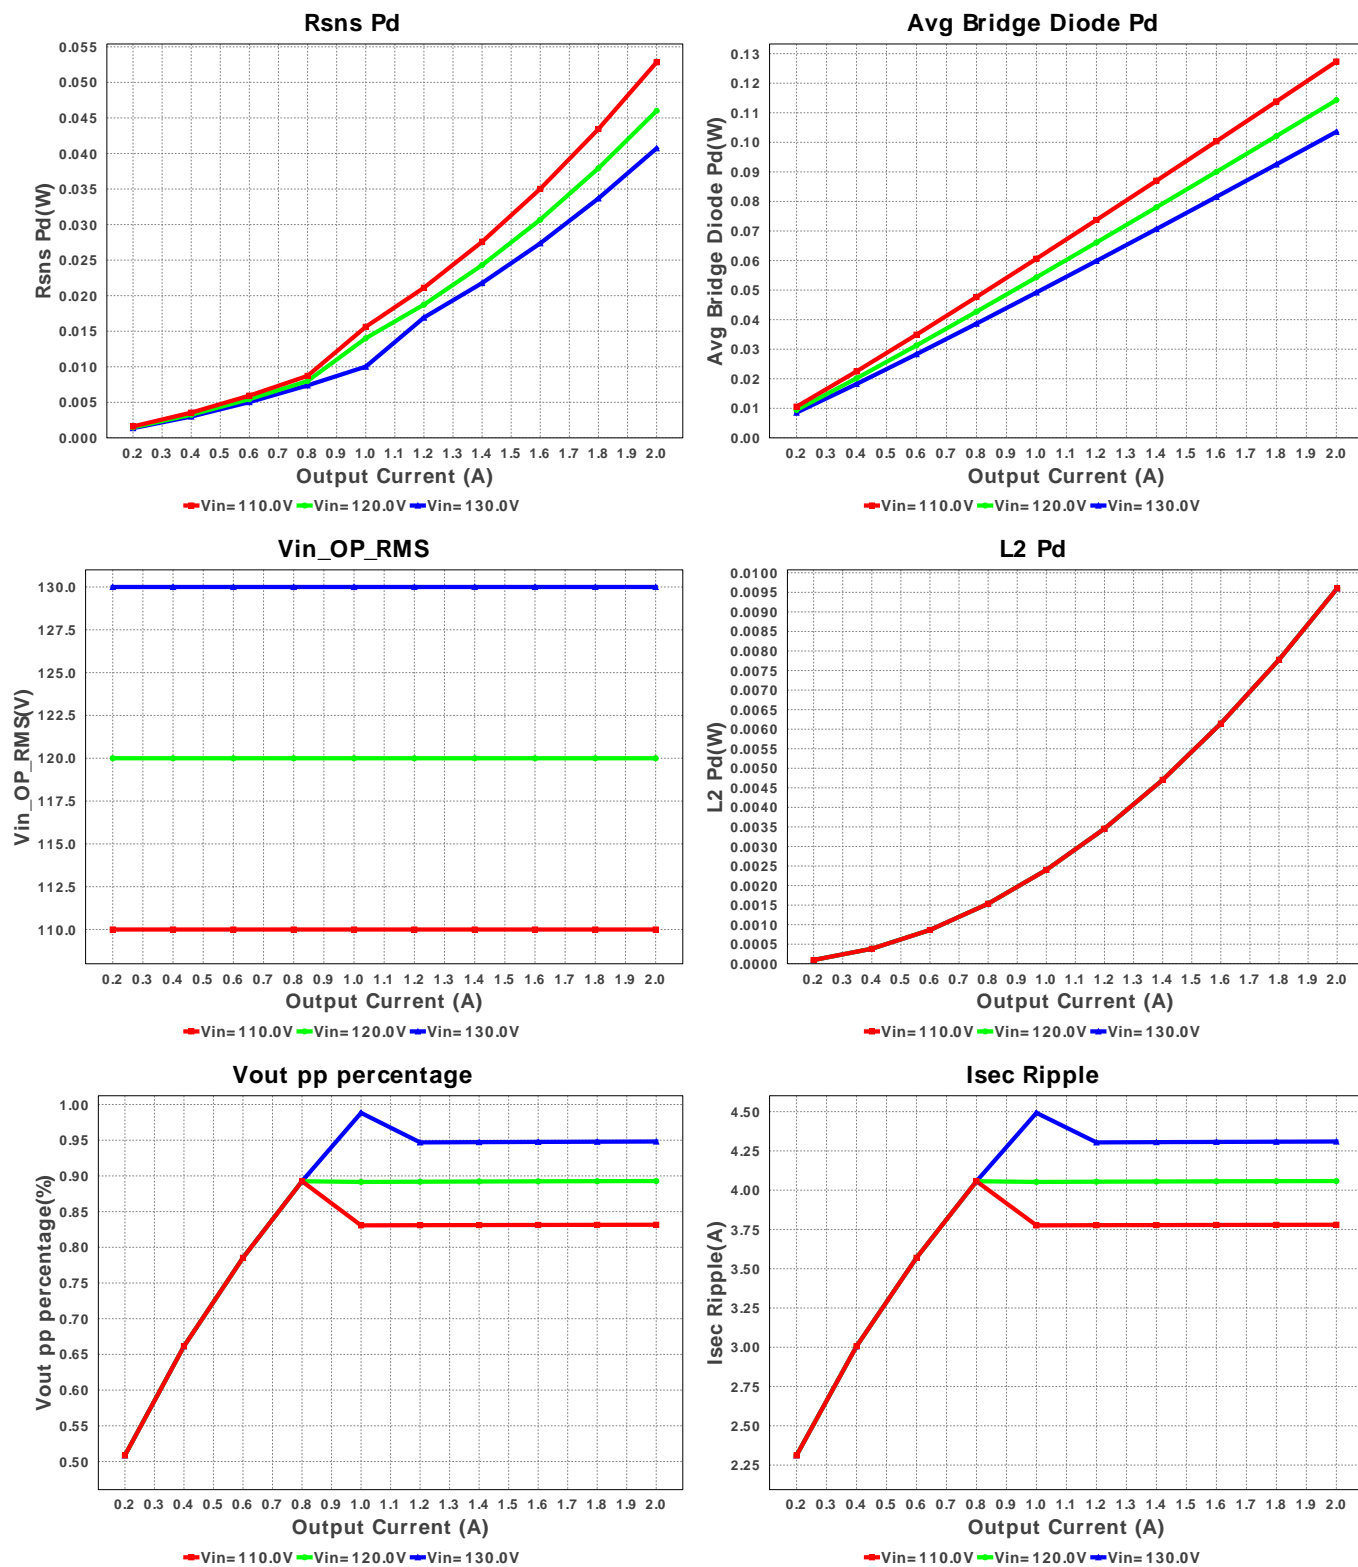 Rsns Pd
Rsns Pd(W)
0.055
0.050
0.045
0.040
0.035
0.030
0.025
0.020
0.015
0.010
0.005
0.000
0.2 0.3 0.4 0.5 0.6 0.7 0.8 0.9 1.0 1.1 1.2 1.3 1.4 1.5 1.6 1.7 1.8 1.9 2.0
Output Current (A)
Vin=110.0V Vin=120.0V Vin=130.0V
Avg Bridge Diode Pd
Avg Bridge Diode Pd(W)
0.13
0.12
0.11
0.10
0.09
0.08
0.07
0.06
0.05
0.04
0.03
0.02
0.01
0.00
0.2 0.3 0.4 0.5 0.6 0.7 0.8 0.9 1.0 1.1 1.2 1.3 1.4 1.5 1.6 1.7 1.8 1.9 2.0
Output Current (A)
Vin=110.0V Vin=120.0V Vin=130.0V
Vin_OP_RMS
Vin_OP_RMS(V)
130.0
127.5
125.0
122.5
120.0
117.5
115.0
112.5
110.0
0.2 0.3 0.4 0.5 0.6 0.7 0.8 0.9 1.0 1.1 1.2 1.3 1.4 1.5 1.6 1.7 1.8 1.9 2.0
Output Current (A)
Vin=110.0V Vin=120.0V Vin=130.0V
L2 Pd
L2 Pd(W)
0.0100
0.0095
0.0090
0.0085
0.0080
0.0075
0.0070
0.0065
0.0060
0.0055
0.0050
0.0045
0.0040
0.0035
0.0030
0.0025
0.0020
0.0015
0.0010
0.0005
0.0000
0.2 0.3 0.4 0.5 0.6 0.7 0.8 0.9 1.0 1.1 1.2 1.3 1.4 1.5 1.6 1.7 1.8 1.9 2.0
Output Current (A)
Vin=110.0V Vin=120.0V Vin=130.0V
Vout pp percentage
Vout pp percentage(%)
1.00
0.95
0.90
0.85
0.80
0.75
0.70
0.65
0.60
0.55
0.50
0.2 0.3 0.4 0.5 0.6 0.7 0.8 0.9 1.0 1.1 1.2 1.3 1.4 1.5 1.6 1.7 1.8 1.9 2.0
Output Current (A)
Vin=110.0V Vin=120.0V Vin=130.0V
Isec Ripple
Isec Ripple(A)
4.50
4.25
4.00
3.75
3.50
3.25
3.00
2.75
2.50
2.25
0.2 0.3 0.4 0.5 0.6 0.7 0.8 0.9 1.0 1.1 1.2 1.3 1.4 1.5 1.6 1.7 1.8 1.9 2.0
Output Current (A)
Vin=110.0V Vin=120.0V Vin=130.0V